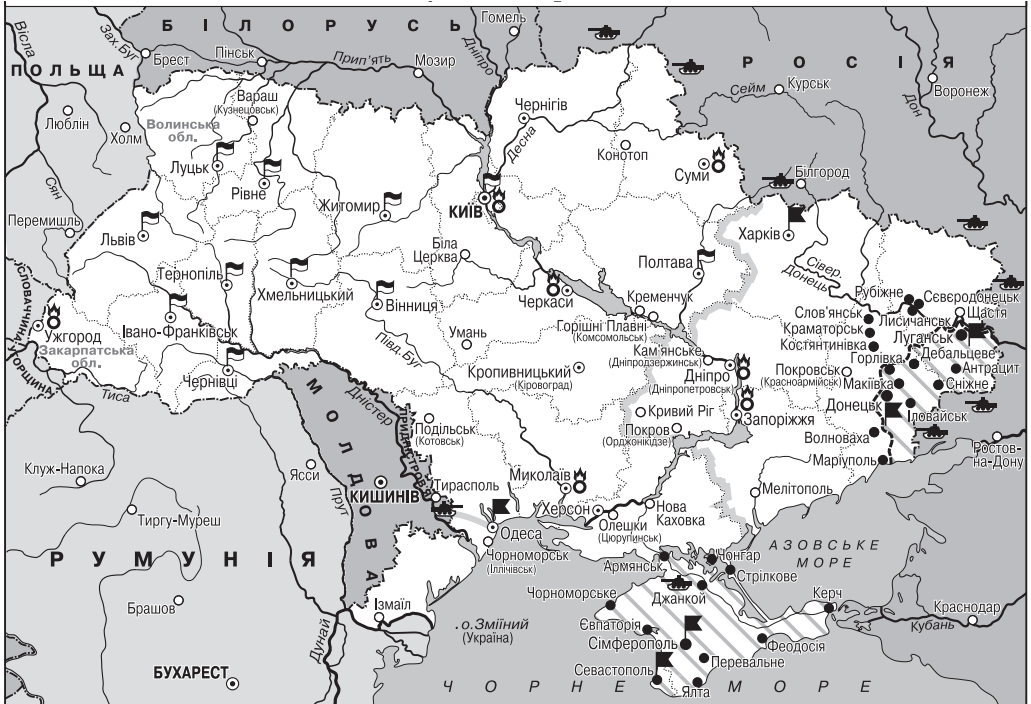 БІЛОРУСЬ
Гомель
Вісла
Зах. Буг
Брест
Пінськ
Прип'ять
Мозир
Дніпро
ПОЛЬЩА
РОСІЯ
Курськ
Сейм
Воронеж
Дон
Люблін
Холм
Волинська
обл.
Вараш
(Кузнецовськ)
Чернігів
Десна
Конотоп
Суми
Луцьк
Рівне
Сян
Перемишль
Житомир
КИЇВ
Білгород
Львів
Харків
Біла
Церква
Полтава
Сівер.
Донець
Тернопіль
Хмельницький
Вінниця
Черкаси
Кременчук
Рубіжне
Сєвєродонецьк
СЛОВАЧЧИНА
Ужгород
Закарпатська
обл.
УГОРЩИНА
Тиса
Івано-Франківськ
Чернівці
Умань
Півд. Буг
Горішні Плавні
(Комсомольськ)
Слов'янськ
Лисичанськ
Щастя
Краматорськ
Луганськ
Костянтинівка
Дебальцеве
Кам'янське
(Дніпродзержинськ)
Покровськ
(Красноармійськ)
Горлівка
Антрацит
Кропивницький
(Кіровоград)
Дніпро
(Дніпропетровськ)
Макіївка
Сніжне
Донецьк
Іловайськ
МОЛДОВА
Дністер
ПРИДНІСТРОВ'Я
Подільськ
(Котовськ)
Кривий Ріг
Покров
(Орджонікідзе)
Запоріжжя
Волноваха
Ростов-
на-Дону
Маріуполь
Клуж-Напока
Ясси
Прут
КИШИНІВ
Тирасполь
Миколаїв
Мелітополь
Тиргу-Муреш
Одеса
Херсон
Олешки
(Цюрупинськ)
Нова
Каховка
Чорноморськ
(Іллічівськ)
РУМУНІЯ
АЗОВСЬКЕ
МОРЕ
Армянськ
Чонгар
Стрілкове
Брашов
Ізмаїл
Чорноморське
Джанкой
Керч
Краснодар
Кубань
о. Зміїний
(Україна)
Євпаторія
Сімферополь
Феодосія
Дунай
БУХАРЕСТ
Севастополь
Перевальне
Ялта
ЧОРНЕ МОРЕ